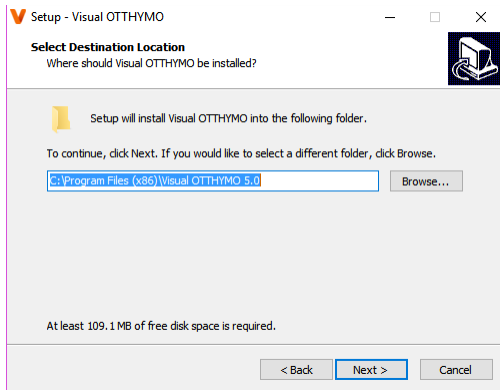 Setup - Visual OTTHYMO
Select Destination Location
Where should Visual OTTHYMO be installed?
Setup will install Visual OTTHYMO into the following folder.
To continue, click Next. If you would like to select a different folder, click Browse.
C:\Program Files (x86)\Visual OTTHYMO 5.0
Browse...
At least 109.1 MB of free disk space is required.
< Back
Next >
Cancel